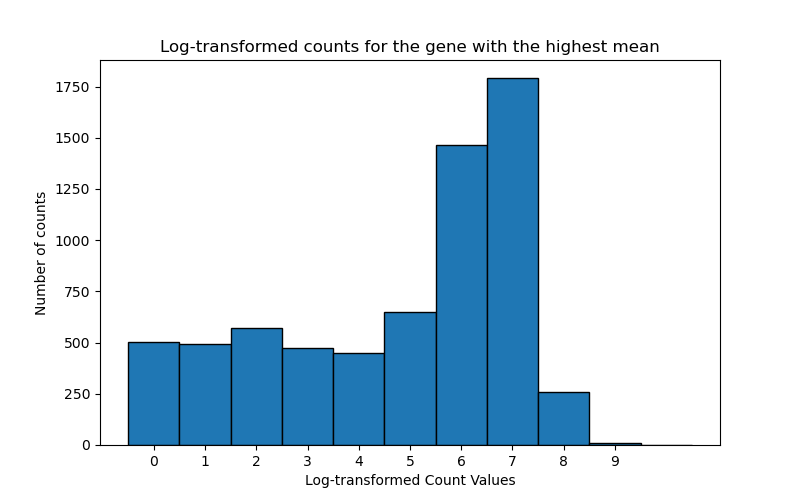 Log-transformed counts for the gene with the highest mean
1750
1500
1250
1000
750
500
250
0
Number of counts
0 1 2 3 4 5 6 7 8 9
Log-transformed Count Values